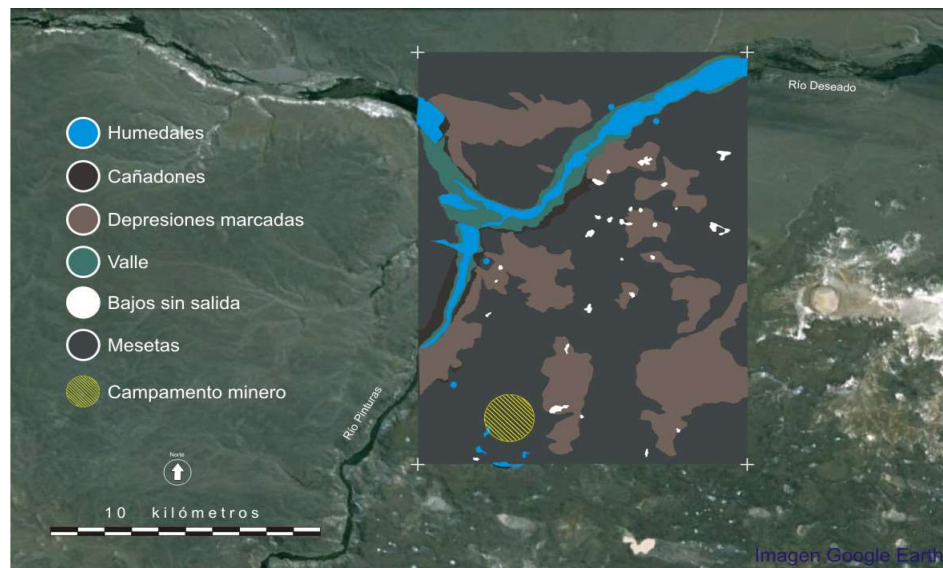 Río Deseado
Humedales
Cañadones
Depresiones marcadas
Valle
Bajos sin salida
Mesetas
Campamento minero
Río Pinturas
Norte
10 kilómetros
Imagen Google Earth